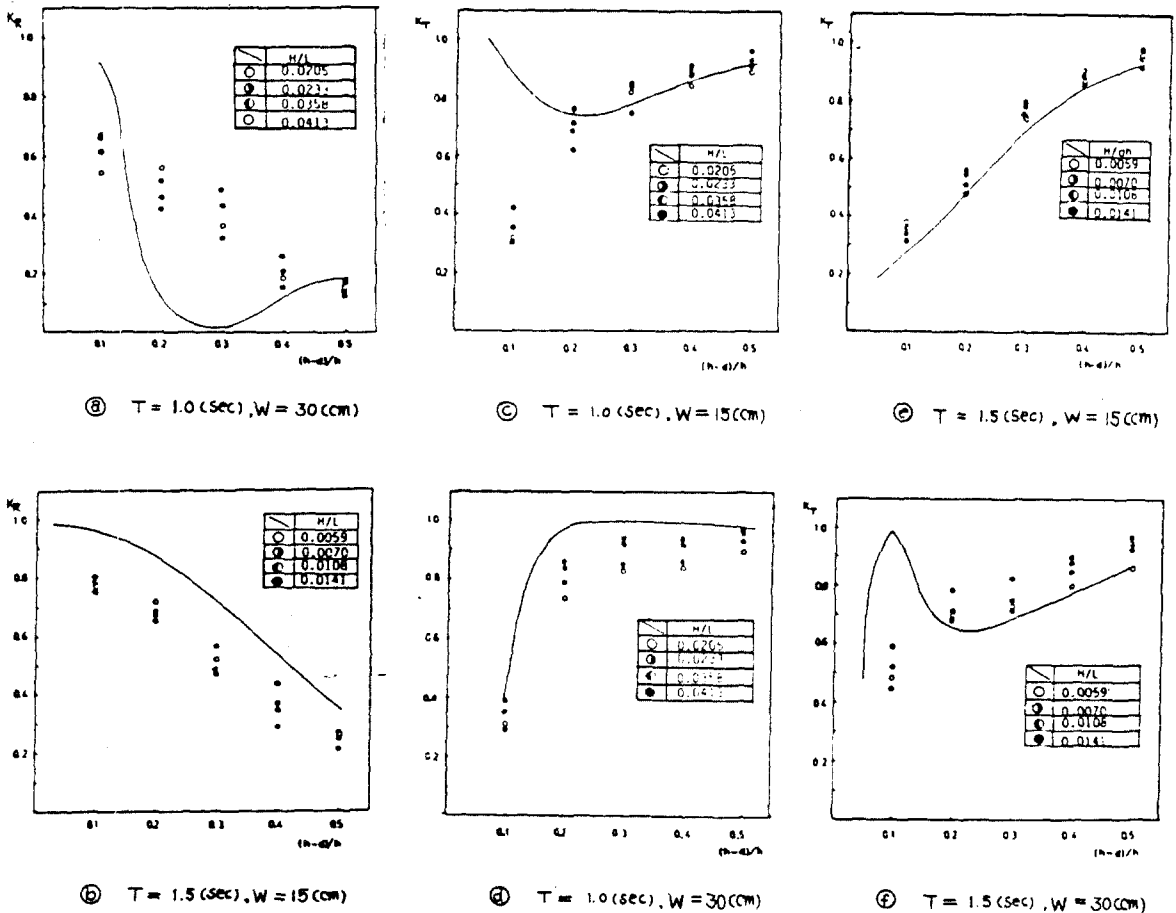 K_R
1.0
0.8
0.6
0.4
0.2
H/L
0.0205
0.0233
0.0358
0.0413
0.1 0.2 0.3 0.4 0.5
(h-d)/h
ⓐ T = 1.0 (sec), W = 30 (cm)
K_T
1.0
0.8
0.6
0.4
0.2
H/L
0.0205
0.0233
0.0358
0.0413
0.1 0.2 0.3 0.4 0.5
(h-d)/h
ⓒ T = 1.0 (sec), W = 15 (cm)
K_T
1.0
0.8
0.6
0.4
0.2
H/gh
0.0059
0.0070
0.0106
0.0141
0.1 0.2 0.3 0.4 0.5
(h-d)/h
ⓔ T = 1.5 (sec), W = 15 (cm)
K_R
1.0
0.8
0.6
0.4
0.2
H/L
0.0059
0.0070
0.0108
0.0141
0.1 0.2 0.3 0.4 0.5
(h-d)/h
ⓑ T = 1.5 (sec), W = 15 (cm)
1.0
0.8
0.6
0.4
0.2
H/L
0.0205
0.1 0.2 0.3 0.4 0.5
(h-d)/h
ⓓ T = 1.0 (sec), W = 30 (cm)
K_T
1.0
0.8
0.6
0.4
0.2
H/L
0.0059
0.0070
0.0108
0.0141
0.1 0.2 0.3 0.4 0.5
(h-d)/h
ⓕ T = 1.5 (sec), W = 30 (cm)